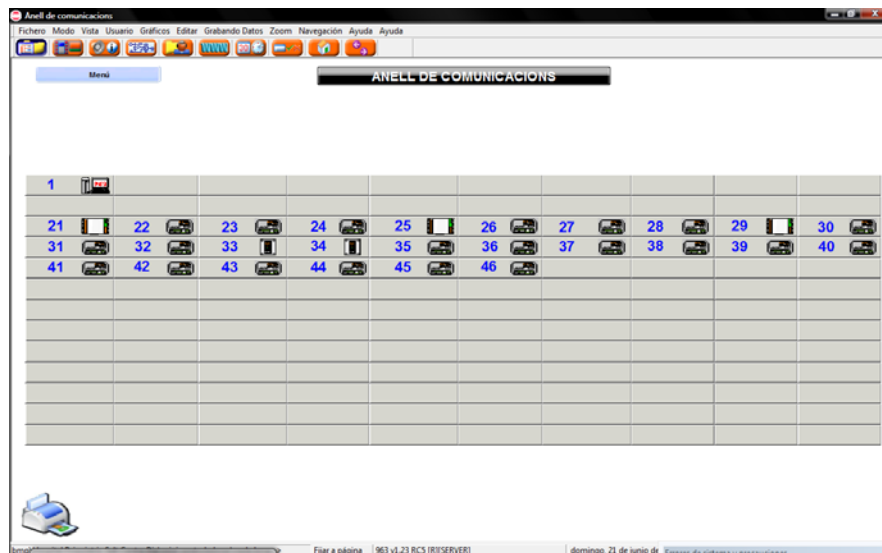 Anell de comunicacions
Fichero Modo Vista Usuario Gráficos Editar Grabando Datos Zoom Navegación Ayuda Ayuda
WWW
Menú ANELL DE COMUNICACIONS
1
21 22 23 24 25 26 27 28 29 30
31 32 33 34 35 36 37 38 39 40
41 42 43 44 45 46
Fijar a página 963 v1.23 RC5 [R][SERVER] domingo, 21 de junio de